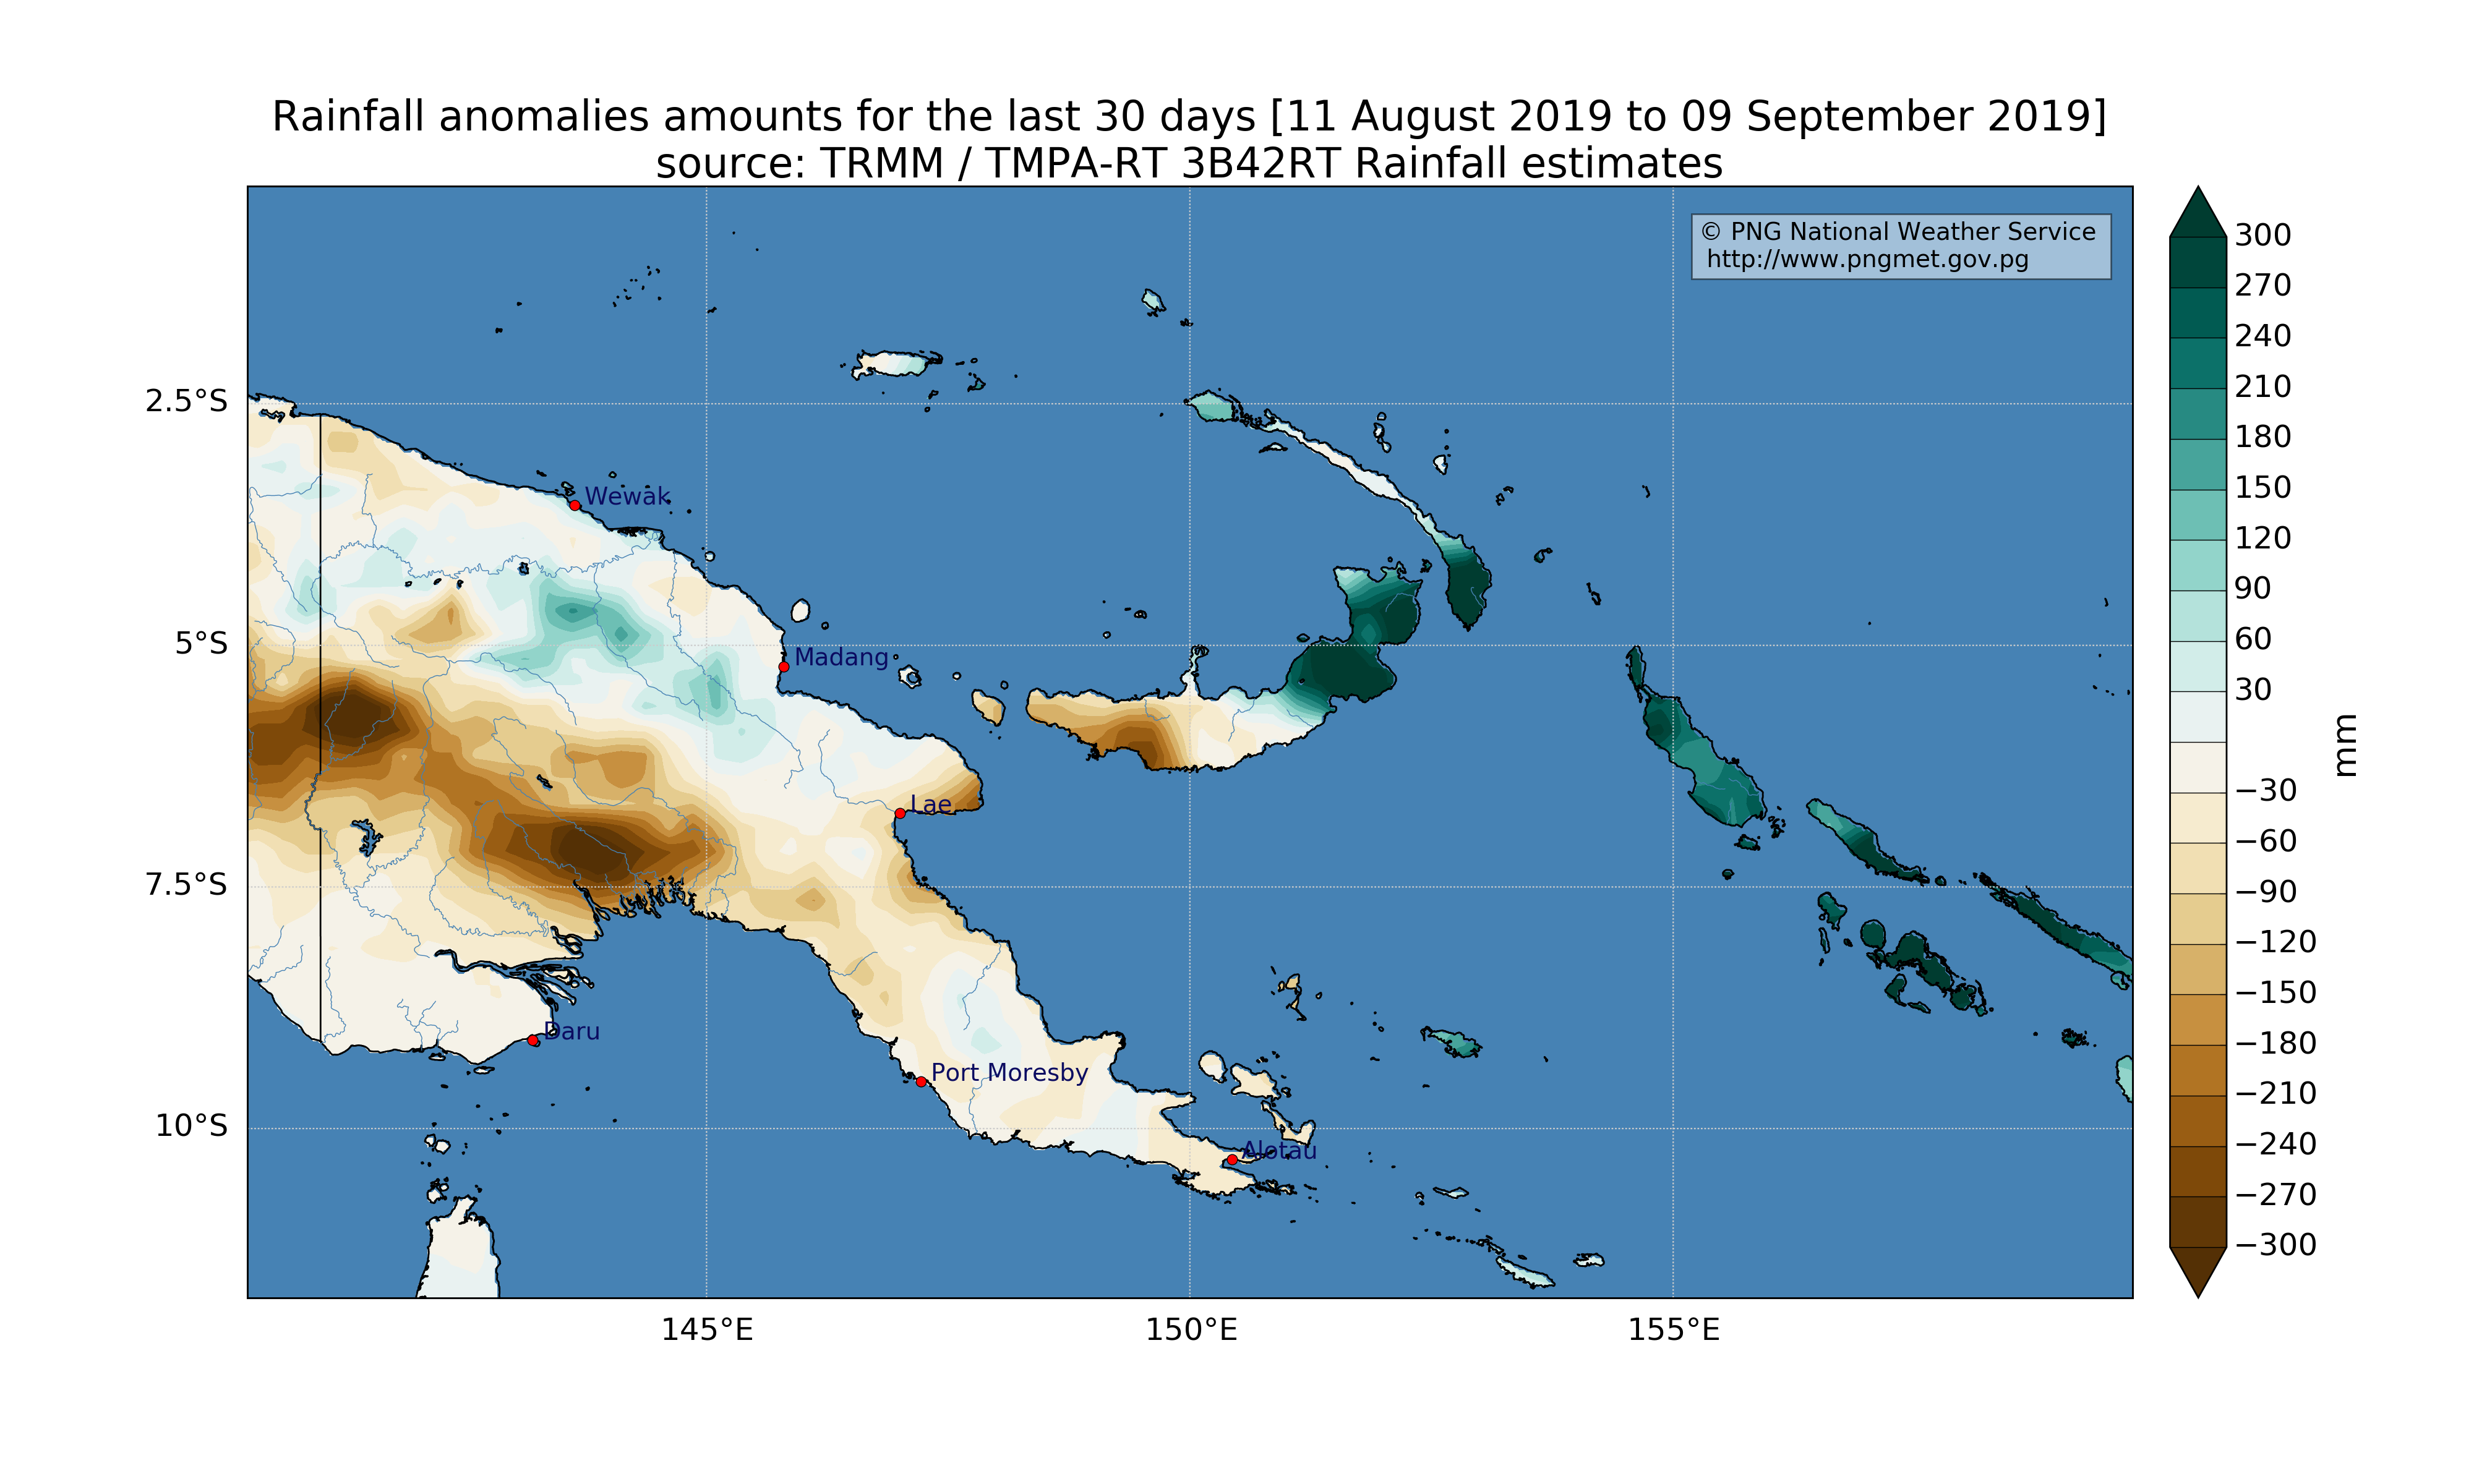 Rainfall anomalies amounts for the last 30 days [11 August 2019 to 09 September 2019]
source: TRMM / TMPA-RT 3B42RT Rainfall estimates
© PNG National Weather Service
http://www.pngmet.gov.pg
2.5°S
5°S
7.5°S
10°S
145°E
150°E
155°E
Wewak
Madang
Lae
Daru
Port Moresby
Alotau
300
270
240
210
180
150
120
90
60
30
−30
−60
−90
−120
−150
−180
−210
−240
−270
−300
mm